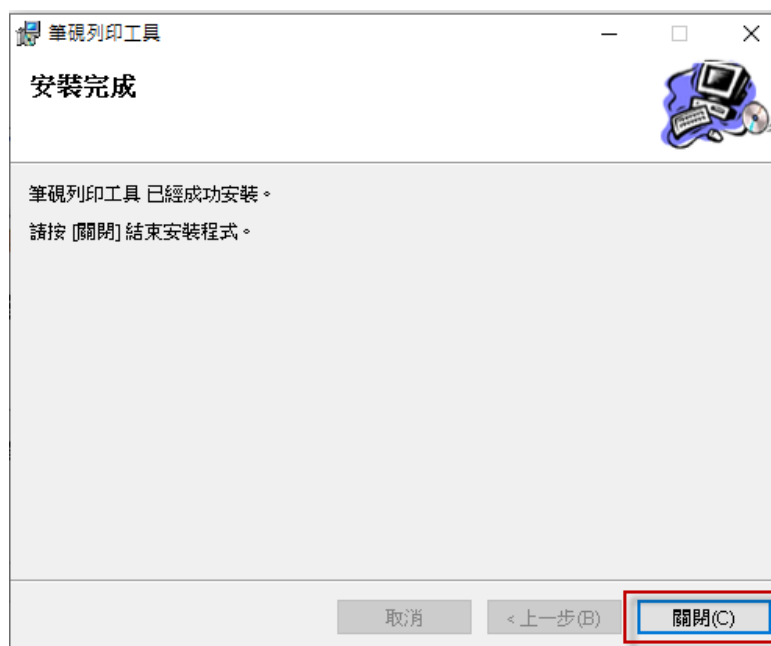 筆硯列印工具
安裝完成
筆硯列印工具 已經成功安裝。
請按 [關閉] 結束安裝程式。
取消
< 上一步(B)
關閉(C)